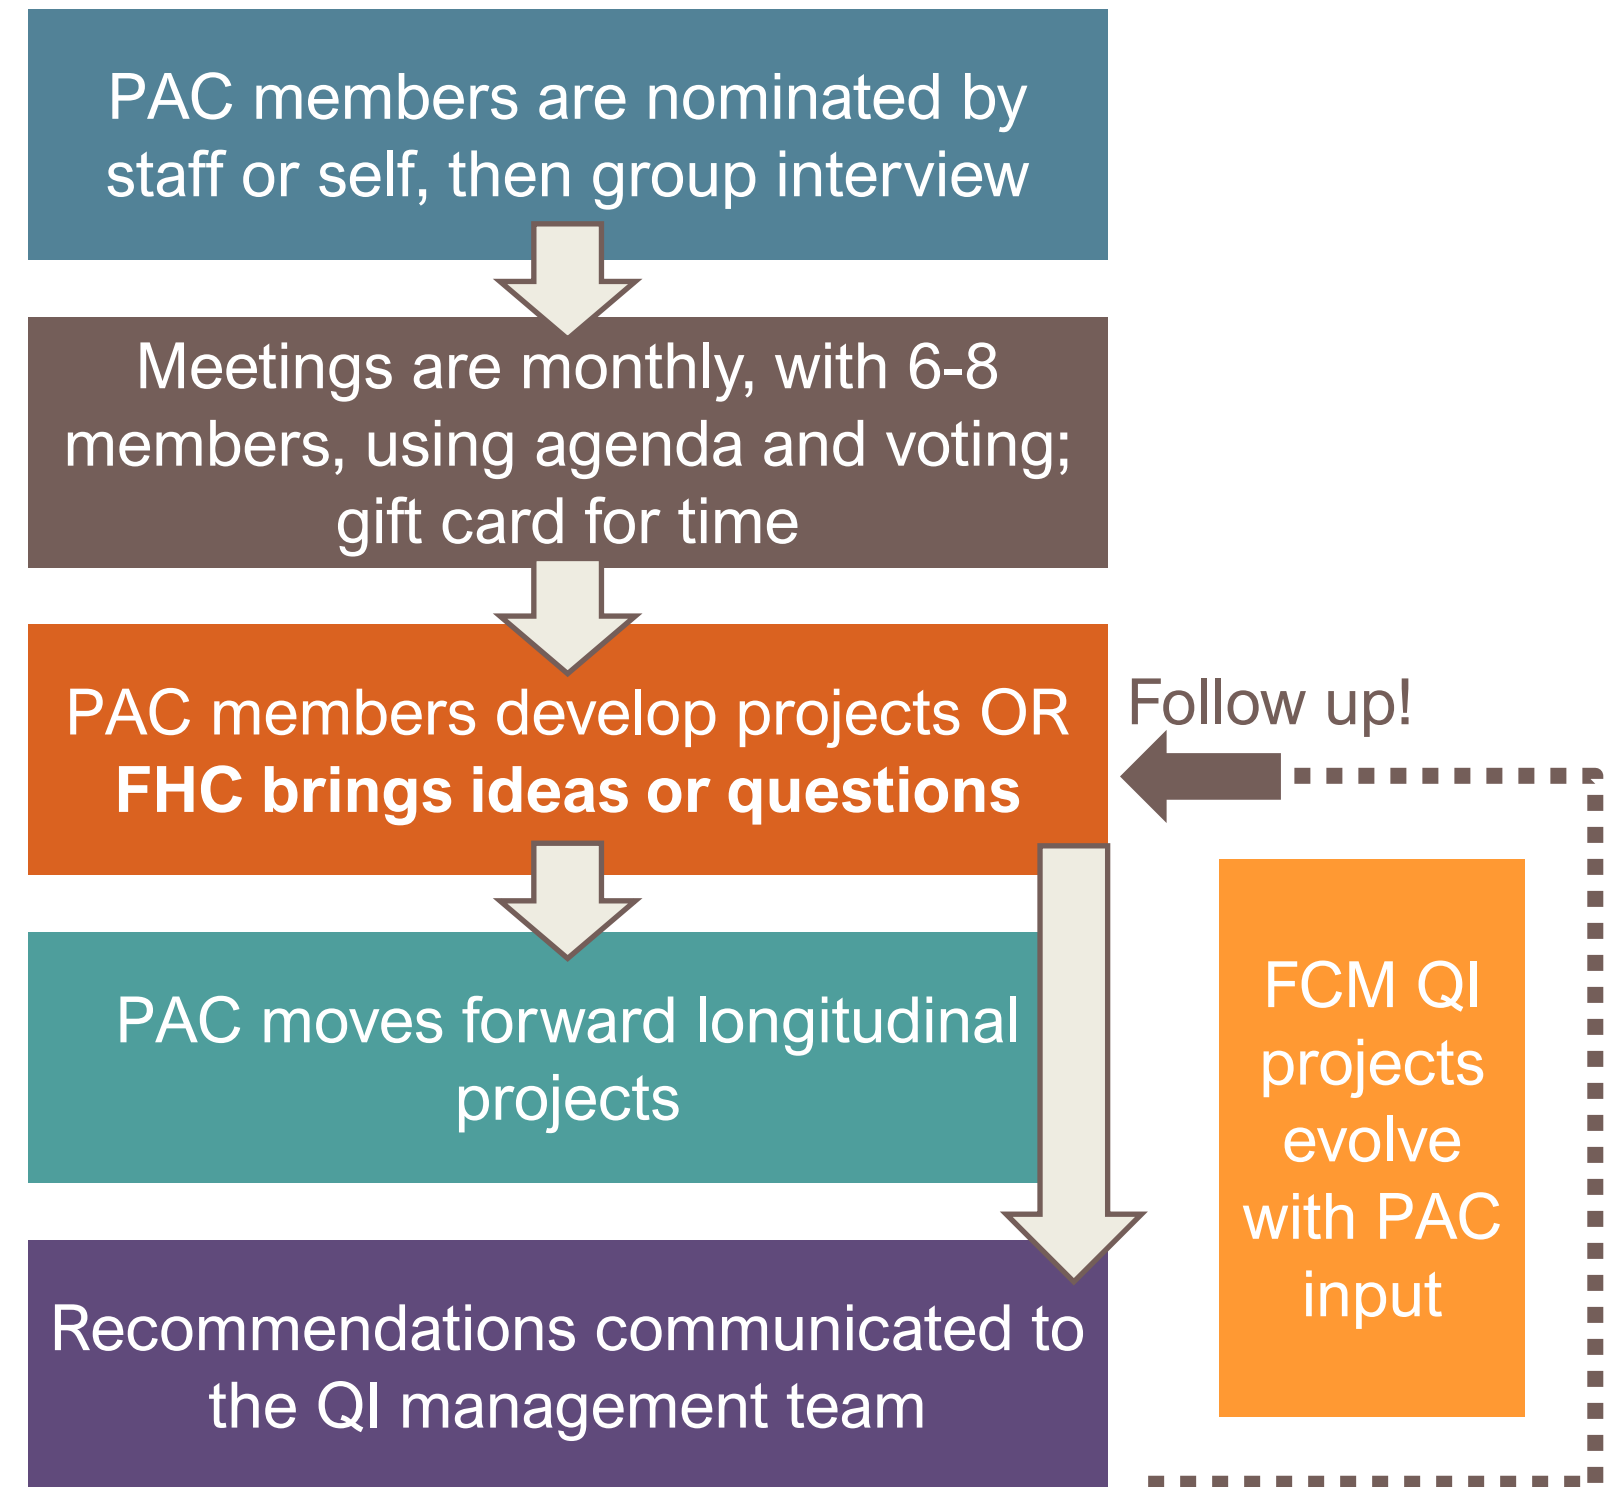 PAC members are nominated by
staff or self, then group interview
Meetings are monthly, with 6-8
members, using agenda and voting;
gift card for time
PAC members develop projects OR
FHC brings ideas or questions
Follow up!
PAC moves forward longitudinal
projects
FCM QI
projects
evolve
with PAC
input
Recommendations communicated to
the QI management team